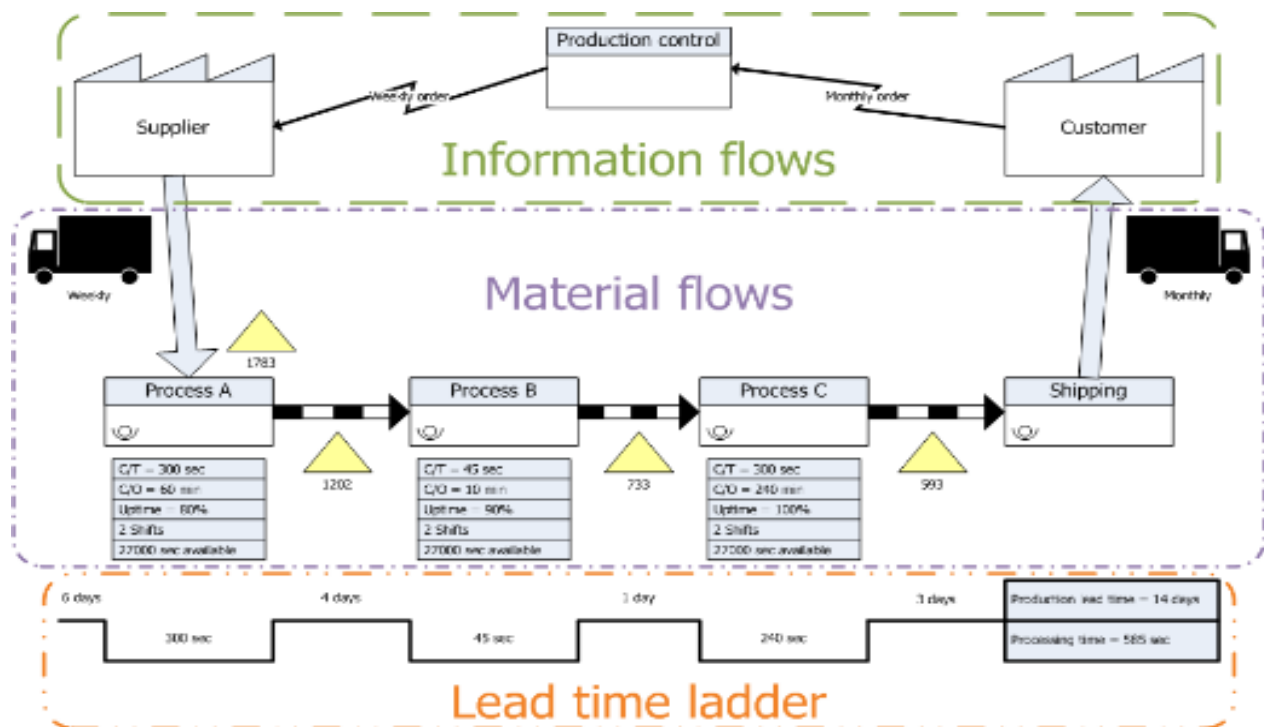 Production control
Weekly order
Monthly order
Supplier
Customer
Information flows
Weekly
Material flows
Monthly
1783
Process A
Process B
Process C
Shipping
1202
733
593
C/T = 300 sec
C/O = 60 min
Uptime = 80%
2 Shifts
27000 sec available
C/T = 45 sec
C/O = 10 min
Uptime = 90%
2 Shifts
27000 sec available
C/T = 300 sec
C/O = 240 min
Uptime = 100%
2 Shifts
27000 sec available
6 days
4 days
1 day
3 days
Production lead time = 14 days
300 sec
45 sec
240 sec
Processing time = 585 sec
Lead time ladder